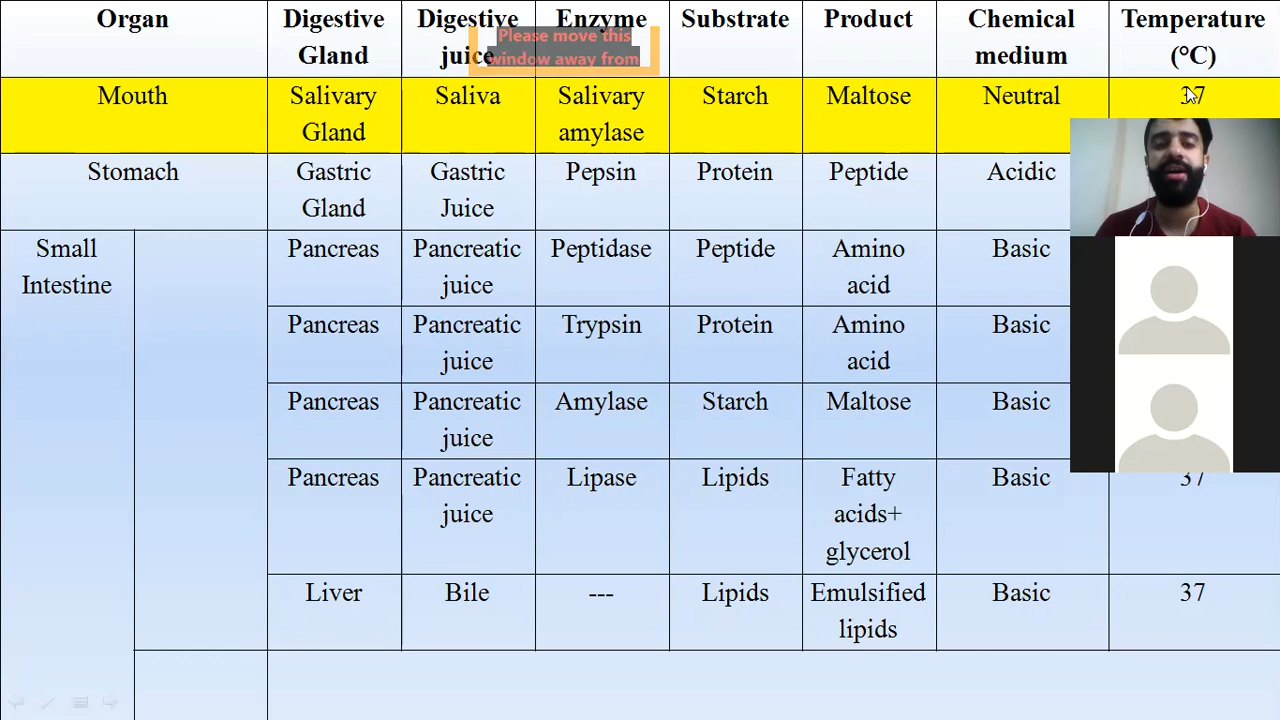 Organ
Digestive
Gland
Digestive
juice
Enzyme
Substrate
Product
Chemical
medium
Temperature
(°C)
Please move this
window away from
Mouth
Salivary
Gland
Saliva
Salivary
amylase
Starch
Maltose
Neutral
37
Stomach
Gastric
Gland
Gastric
Juice
Pepsin
Protein
Peptide
Acidic
Small
Intestine
Pancreas
Pancreatic
juice
Peptidase
Peptide
Amino
acid
Basic
Pancreas
Pancreatic
juice
Trypsin
Protein
Amino
acid
Basic
Pancreas
Pancreatic
juice
Amylase
Starch
Maltose
Basic
Pancreas
Pancreatic
juice
Lipase
Lipids
Fatty
acids+
glycerol
Basic
37
Liver
Bile
---
Lipids
Emulsified
lipids
Basic
37